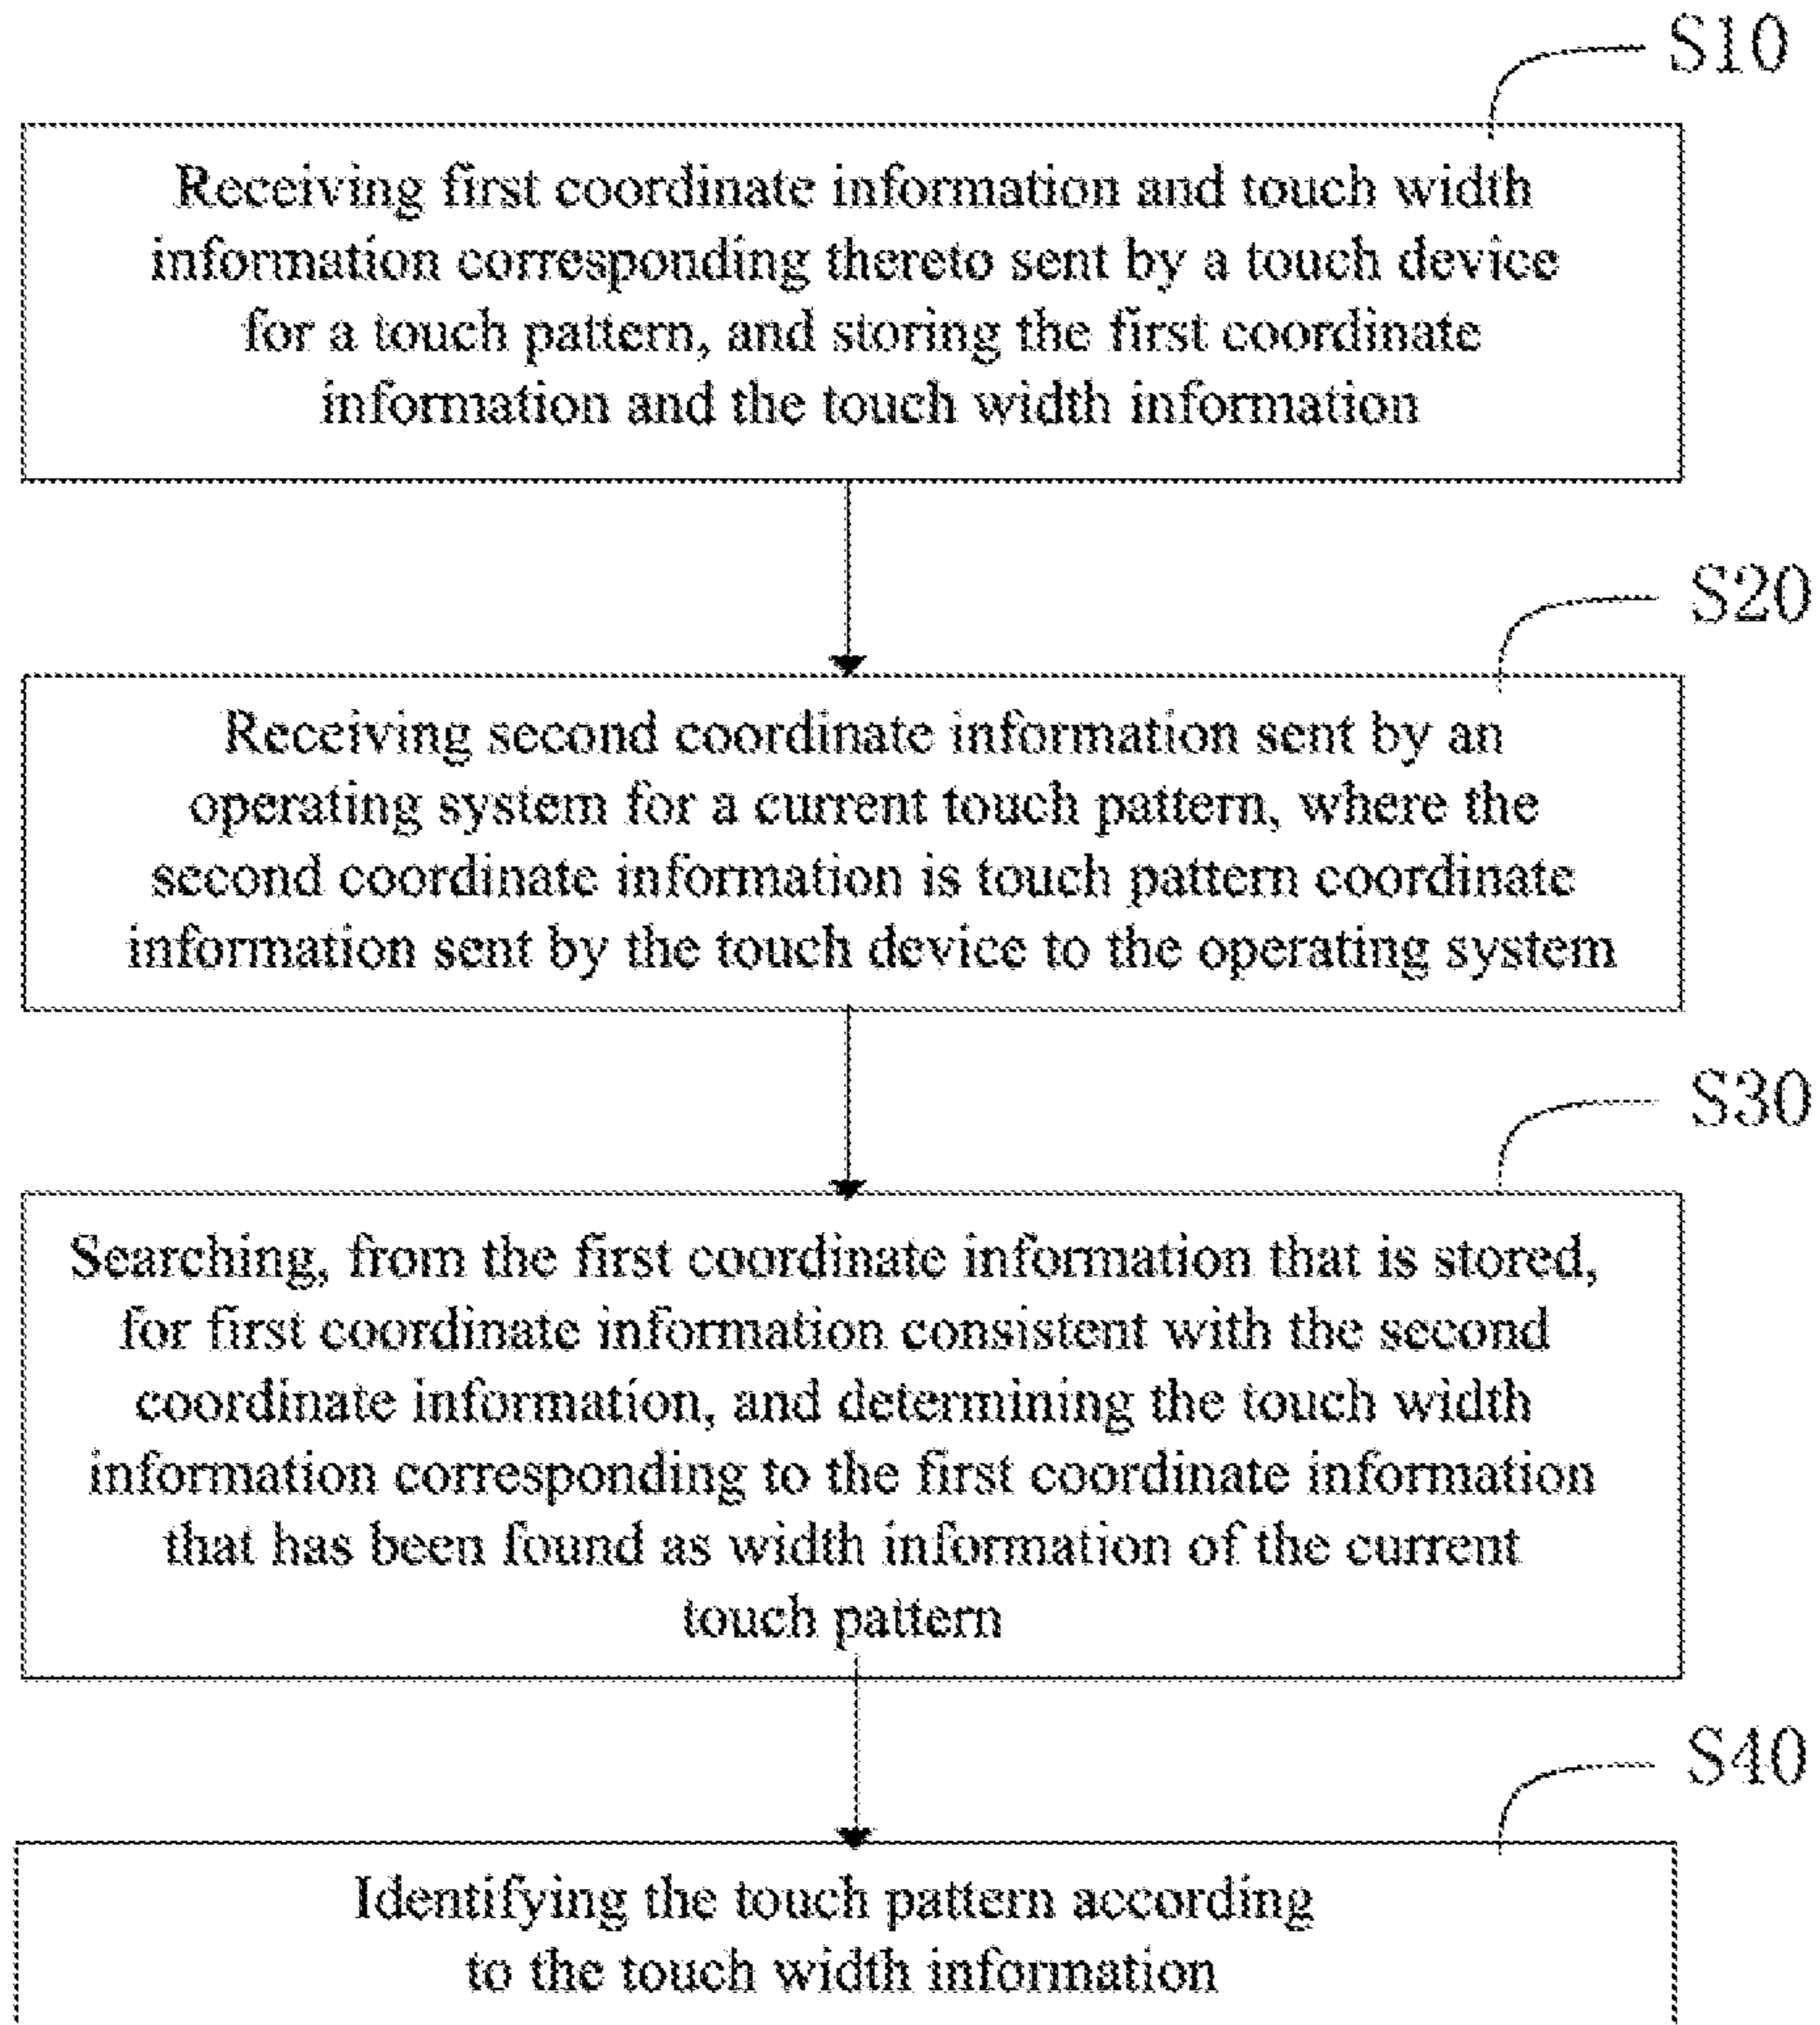 S10
Receiving first coordinate information and touch width
information corresponding thereto sent by a touch device
for a touch pattern, and storing the first coordinate
information and the touch width information
S20
Receiving second coordinate information sent by an
operating system for a current touch pattern, where the
second coordinate information is touch pattern coordinate
information sent by the touch device to the operating system
S30
Searching, from the first coordinate information that is stored,
for first coordinate information consistent with the second
coordinate information, and determining the touch width
information corresponding to the first coordinate information
that has been found as width information of the current
touch pattern
S40
Identifying the touch pattern according
to the touch width information